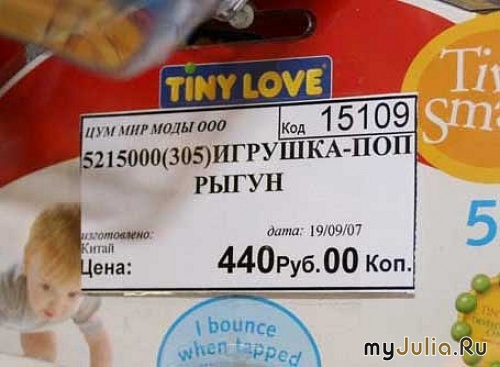 TINY LOVE
ЦУМ МИР МОДЫ ООО
Код 15109
5215000(305)ИГРУШКА-ПОП
РЫГУН
изготовлено:
Китай
дата: 19/09/07
Цена: 440Руб.00 Коп.
I bounce
when tapped
5
myJulia.Ru